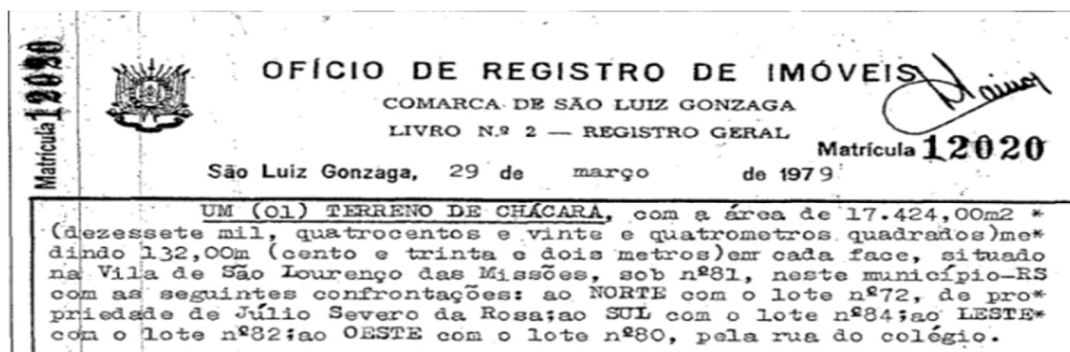 Matrícula 12020
OFÍCIO DE REGISTRO DE IMÓVEIS
COMARCA DE SÃO LUIZ GONZAGA
LIVRO N.º 2 — REGISTRO GERAL
Matrícula 12020
São Luiz Gonzaga, 29 de março de 1979
UM (01) TERRENO DE CHÁCARA, com a área de 17.424,00m2 *
(dezessete mil, quatrocentos e vinte e quatrometros quadrados)me*
dindo 132,00m (cento e trinta e dois metros)em cada face, situado
na Vila de São Lourenço das Missões, sob nº81, neste município-RS
com as seguintes confrontações: ao NORTE com o lote nº72, de pro*
priedade de Júlio Severo da Rosa;ao SUL com o lote nº84;ao LESTE*
com o lote nº82;ao OESTE com o lote nº80, pela rua do colégio.